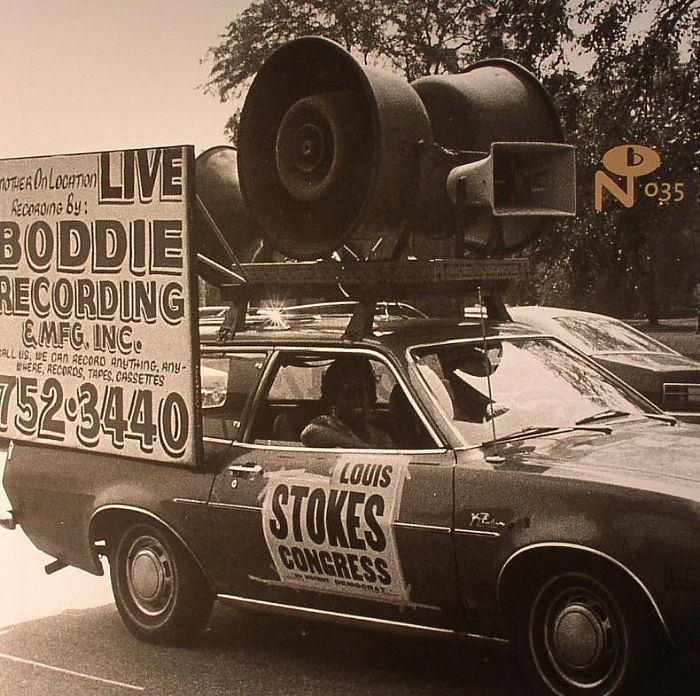 NOTHER ON LOCATION LIVE
RECORDING BY:
BODDIE
RECORDING
& MFG, INC.
CALL US, WE CAN RECORD ANYTHING, ANY-
WHERE, RECORDS, TAPES, CASSETTES
752·3440
LOUIS
STOKES
CONGRESS
N b 035